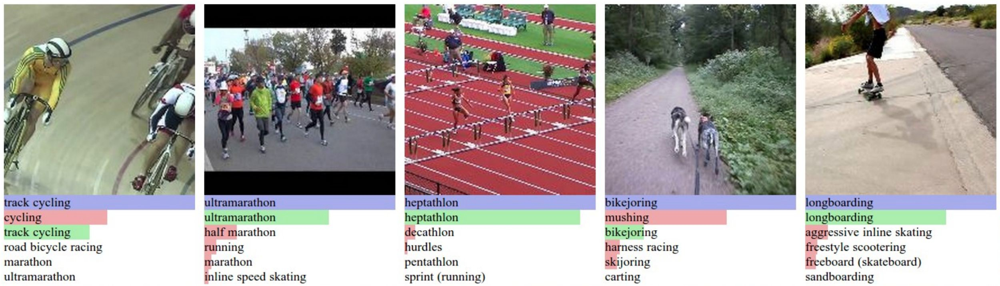 track cycling
cycling
track cycling
road bicycle racing
marathon
ultramarathon
ultramarathon
ultramarathon
half marathon
running
marathon
inline speed skating
heptathlon
heptathlon
decathlon
hurdles
pentathlon
sprint (running)
bikejoring
mushing
bikejoring
harness racing
skijoring
carting
longboarding
longboarding
aggressive inline skating
freestyle scootering
freeboard (skateboard)
sandboarding